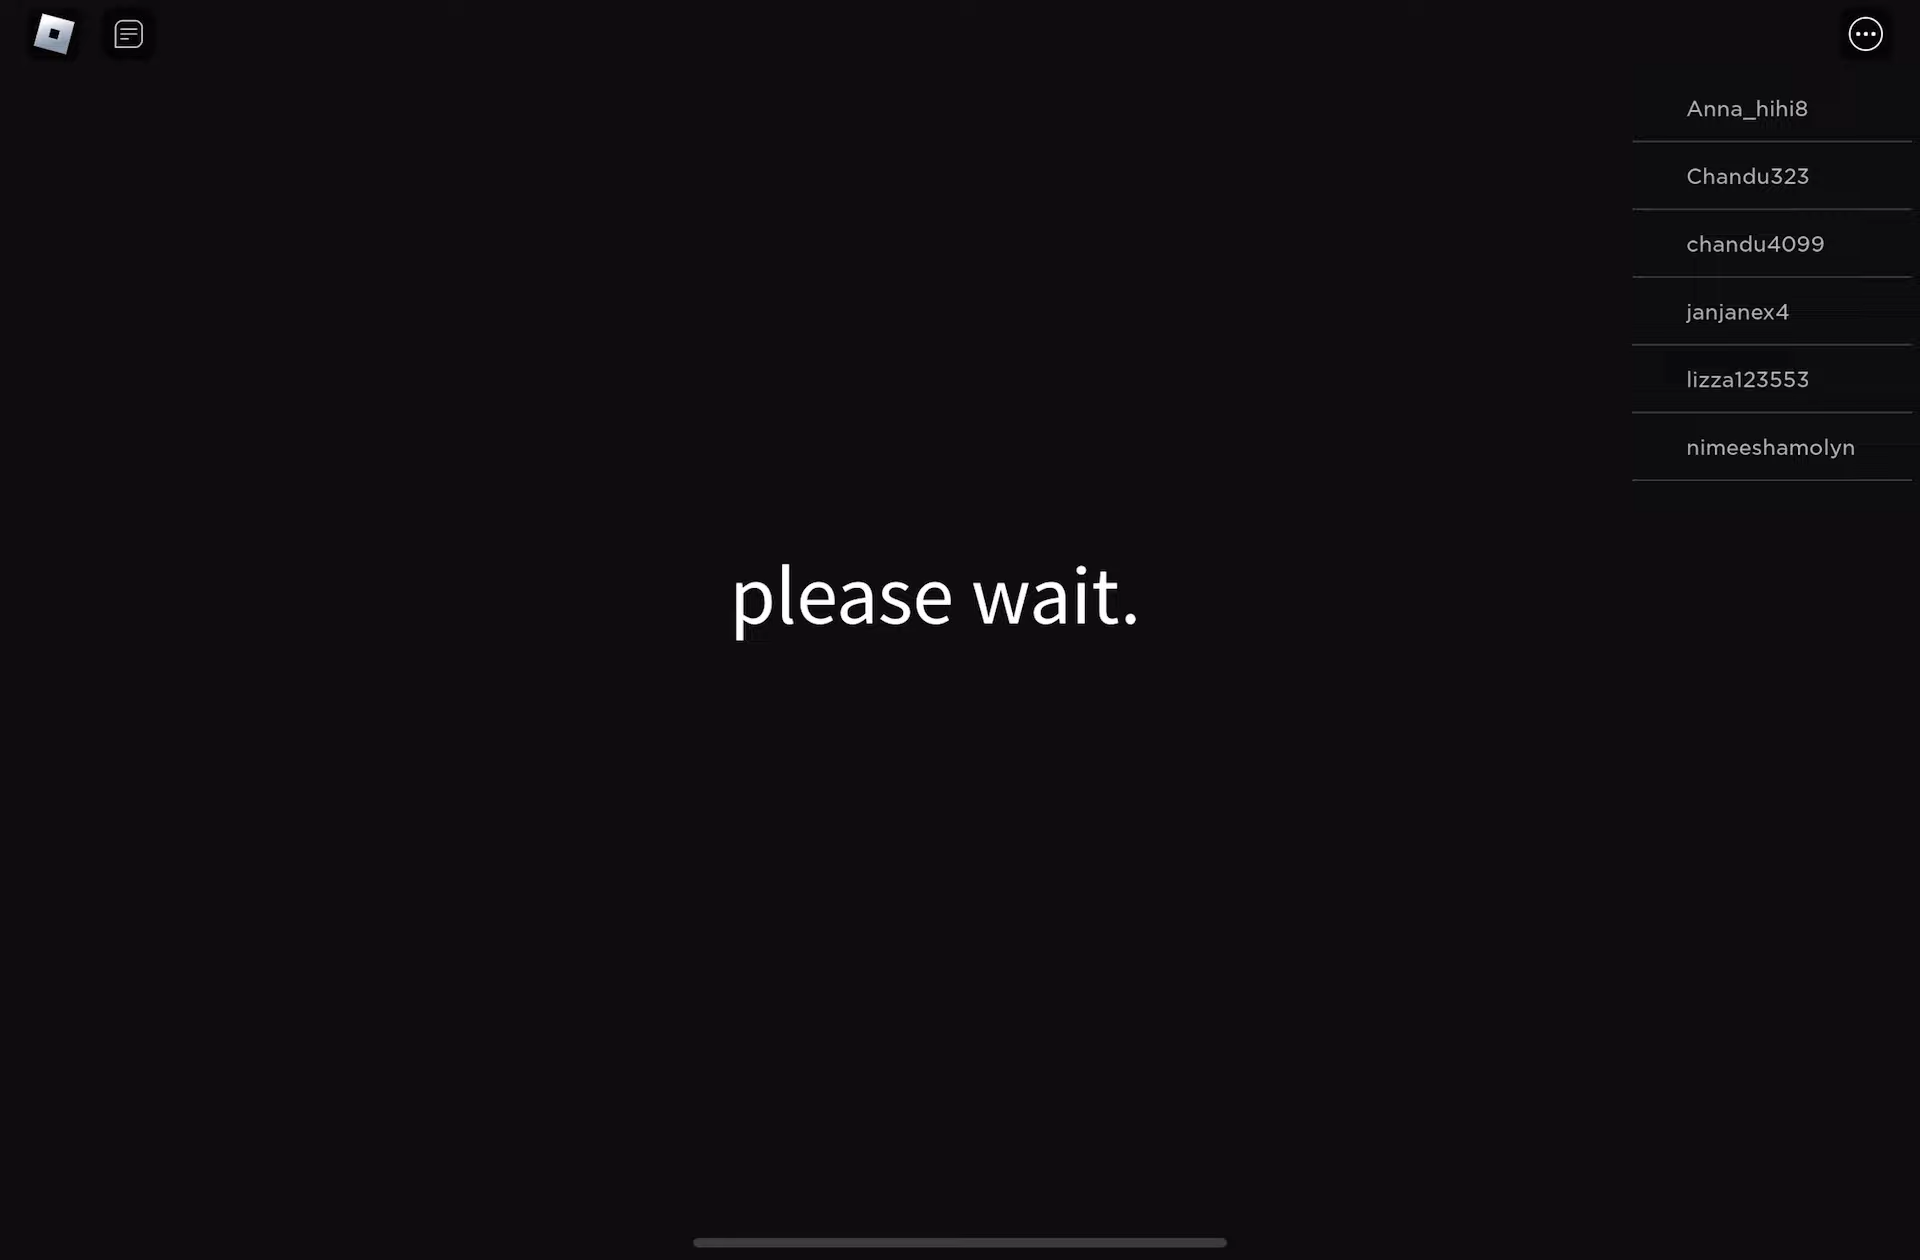 Anna_hihi8
Chandu323
chandu4099
janjanex4
lizza123553
nimeeshamolyn
please wait.